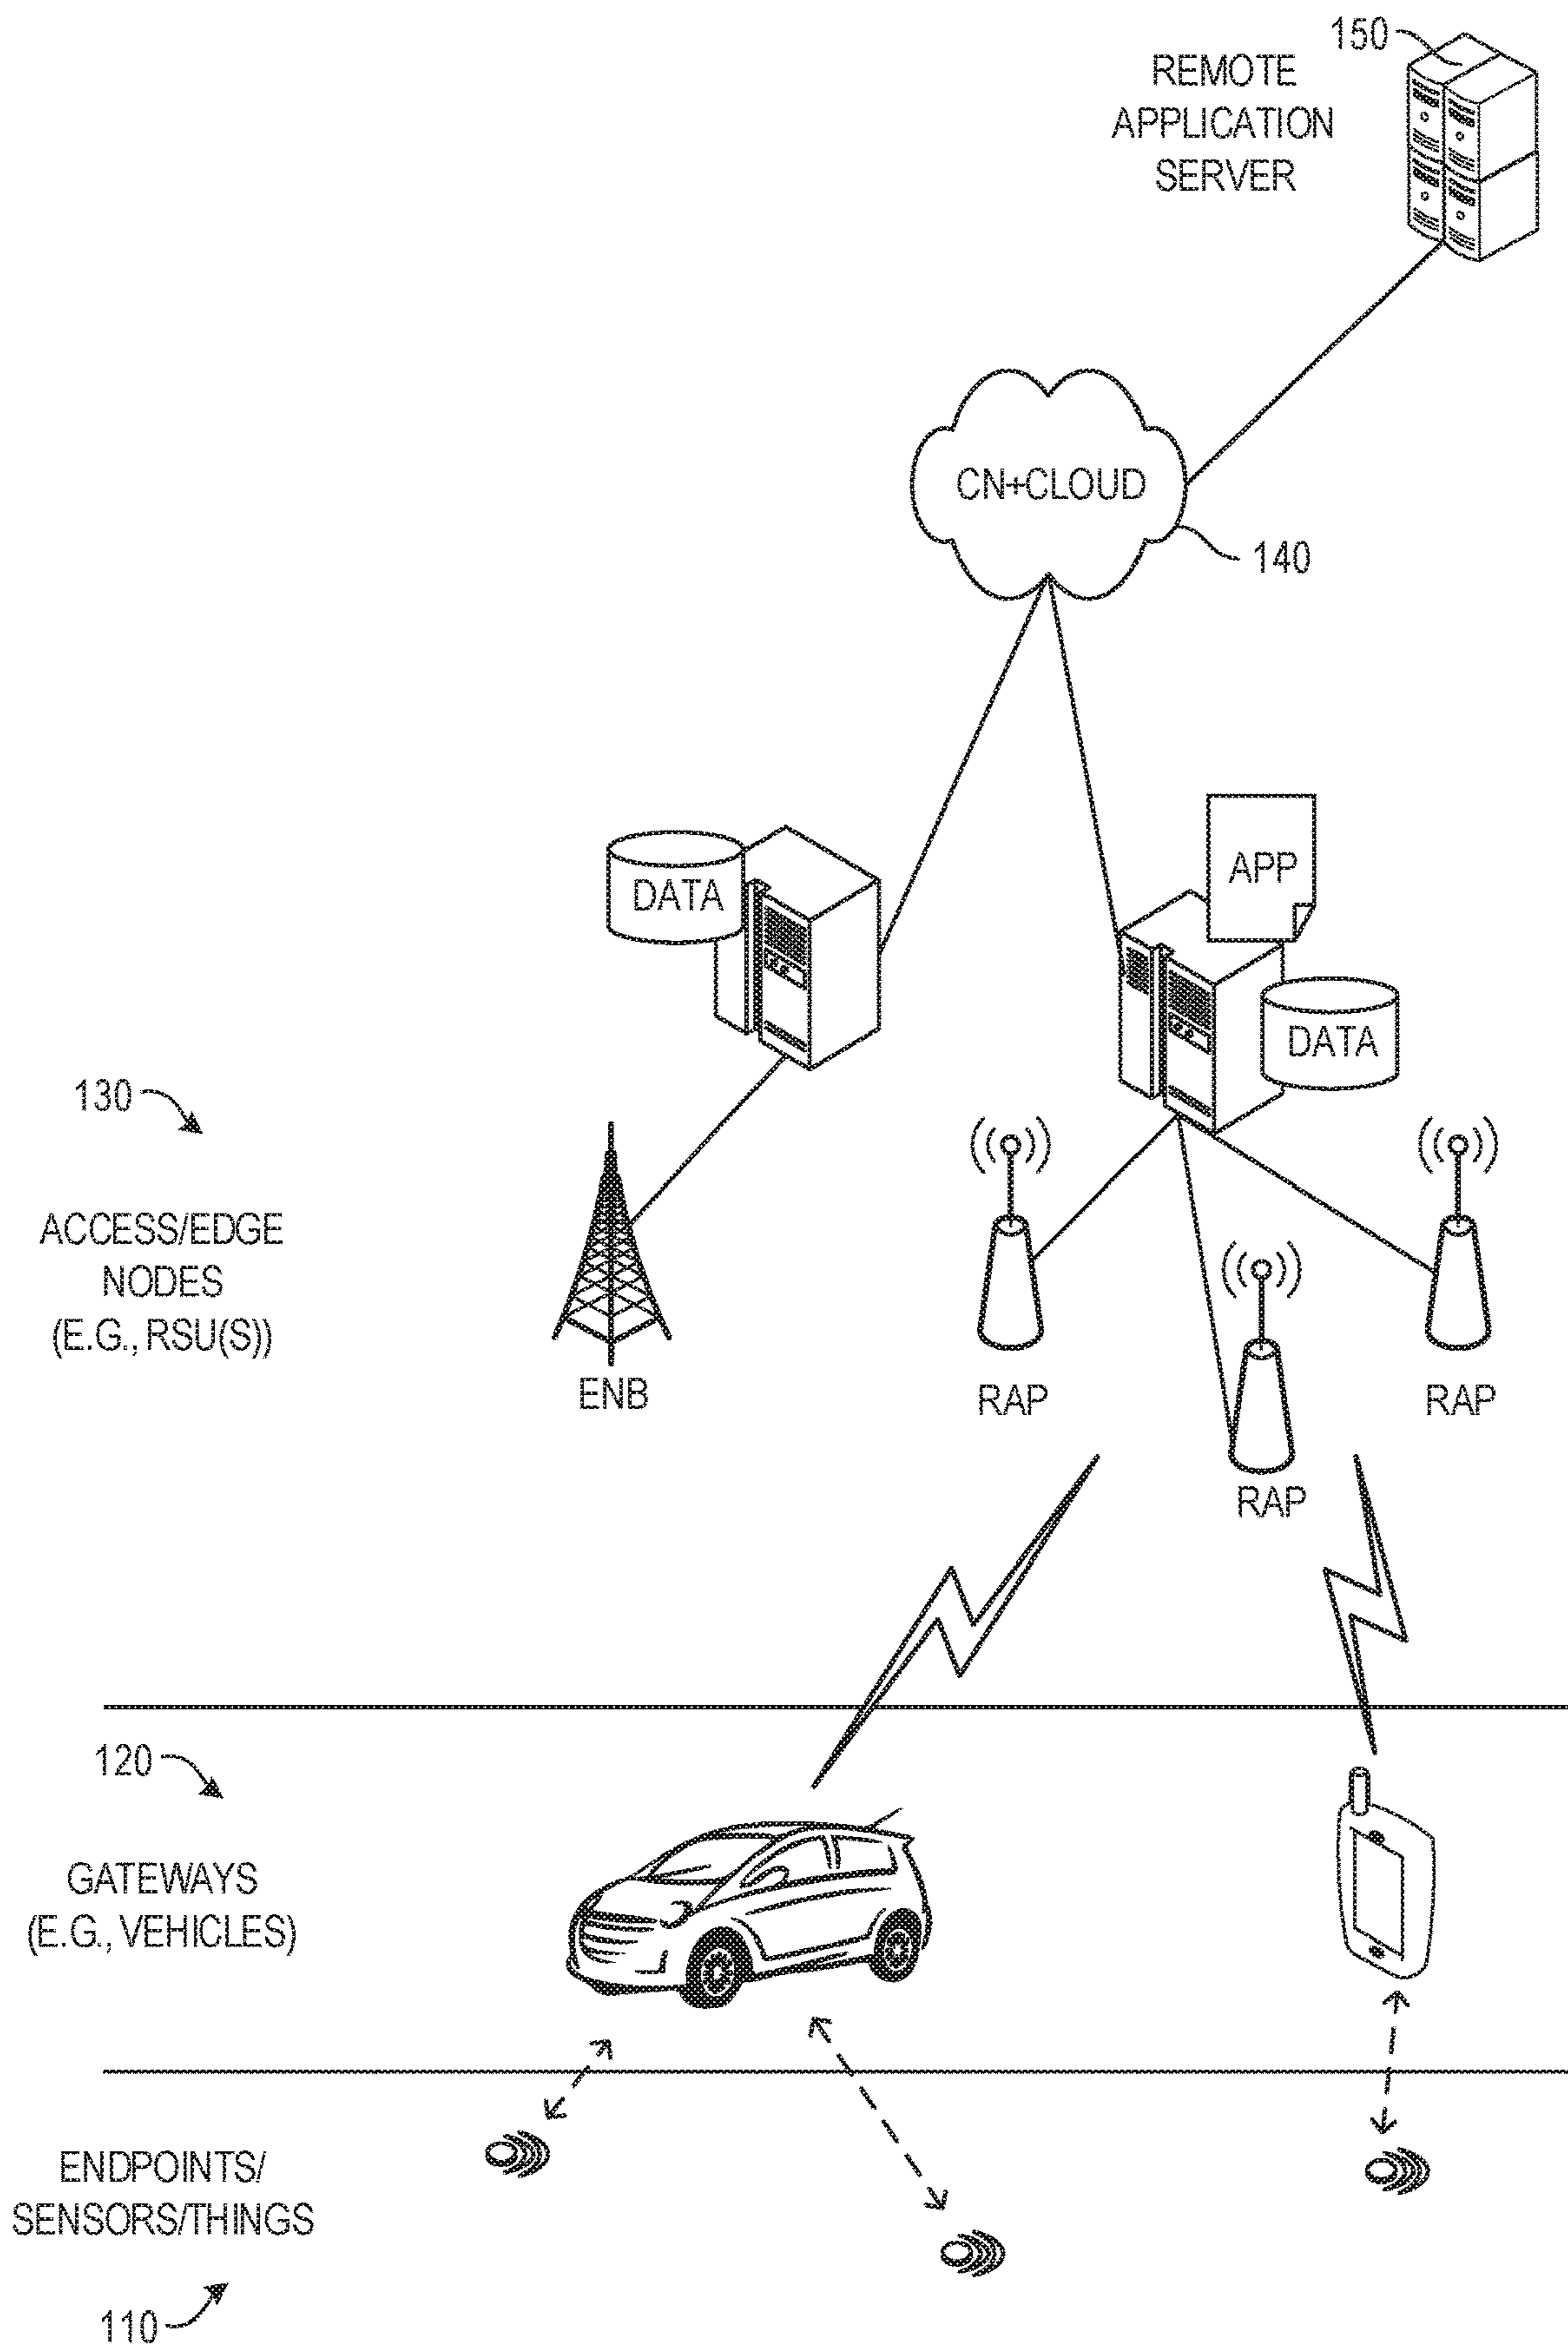 150
REMOTE
APPLICATION
SERVER
CN+CLOUD
140
APP
DATA
DATA
130
ACCESS/EDGE
NODES
(E.G., RSU(S))
ENB
RAP
RAP
RAP
120
GATEWAYS
(E.G., VEHICLES)
ENDPOINTS/
SENSORS/THINGS
110